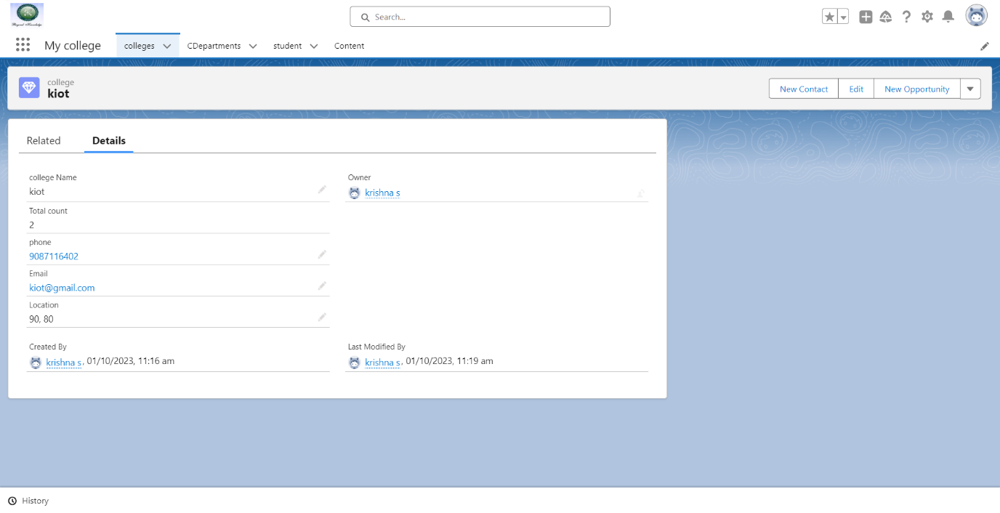 Beyond Knowledge
Search...
My college
colleges
CDepartments
student
Content
college
kiot
New Contact
Edit
New Opportunity
Related
Details
college Name
kiot
Owner
krishna s
Total count
2
phone
9087116402
Email
kiot@gmail.com
Location
90, 80
Created By
krishna s, 01/10/2023, 11:16 am
Last Modified By
krishna s, 01/10/2023, 11:19 am
History